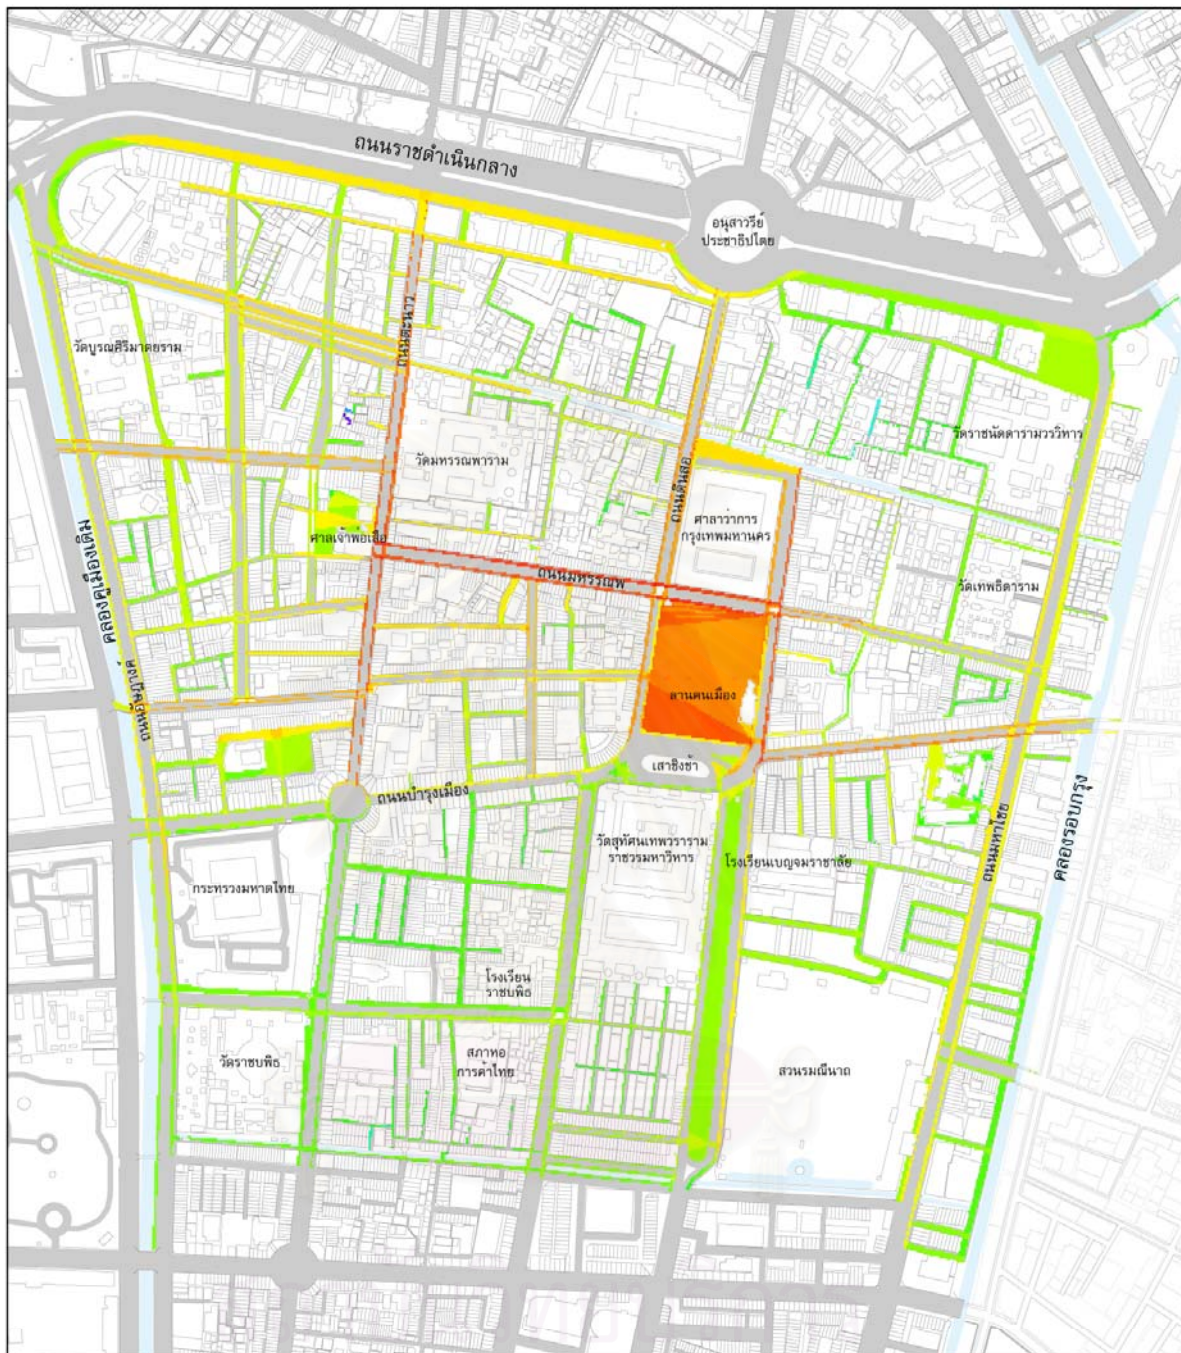 ถนนราชดำเนินกลาง
อนุสาวรีย์
ประชาธิปไตย
ถนนตะนาว
วัดบูรณศิริมาตยาราม
วัดราชนัดดารามวรวิหาร
วัดมหรรณพาราม
ถนนดินสอ
ศาลาว่าการ
กรุงเทพมหานคร
ศาลเจ้าพ่อเสือ
คลองคูเมืองเดิม
ถนนมหรรณพ
วัดเทพธิดาราม
ลานคนเมือง
เสาชิงช้า
ถนนบำรุงเมือง
ถนนมหาไชย
คลองรอบกรุง
วัดสุทัศนเทพวราราม
ราชวรมหาวิหาร
โรงเรียนเบญจมราชาลัย
กระทรวงมหาดไทย
โรงเรียน
ราชบพิธ
วัดราชบพิธ
สภาหอ
การค้าไทย
สวนรมณีนาถ